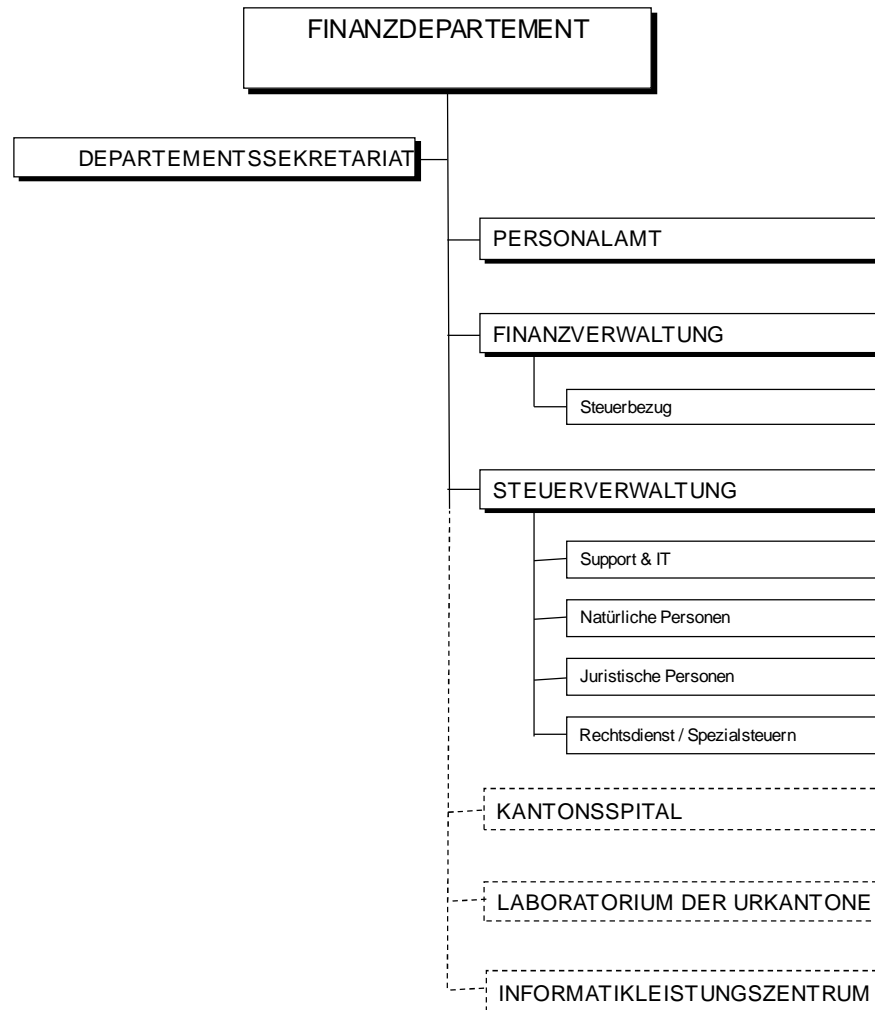 FINANZDEPARTEMENT
DEPARTEMENTSSEKRETARIAT
PERSONALAMT
FINANZVERWALTUNG
Steuerbezug
STEUERVERWALTUNG
Support & IT
Natürliche Personen
Juristische Personen
Rechtsdienst / Spezialsteuern
KANTONSSPITAL
LABORATORIUM DER URKANTONE
INFORMATIKLEISTUNGSZENTRUM